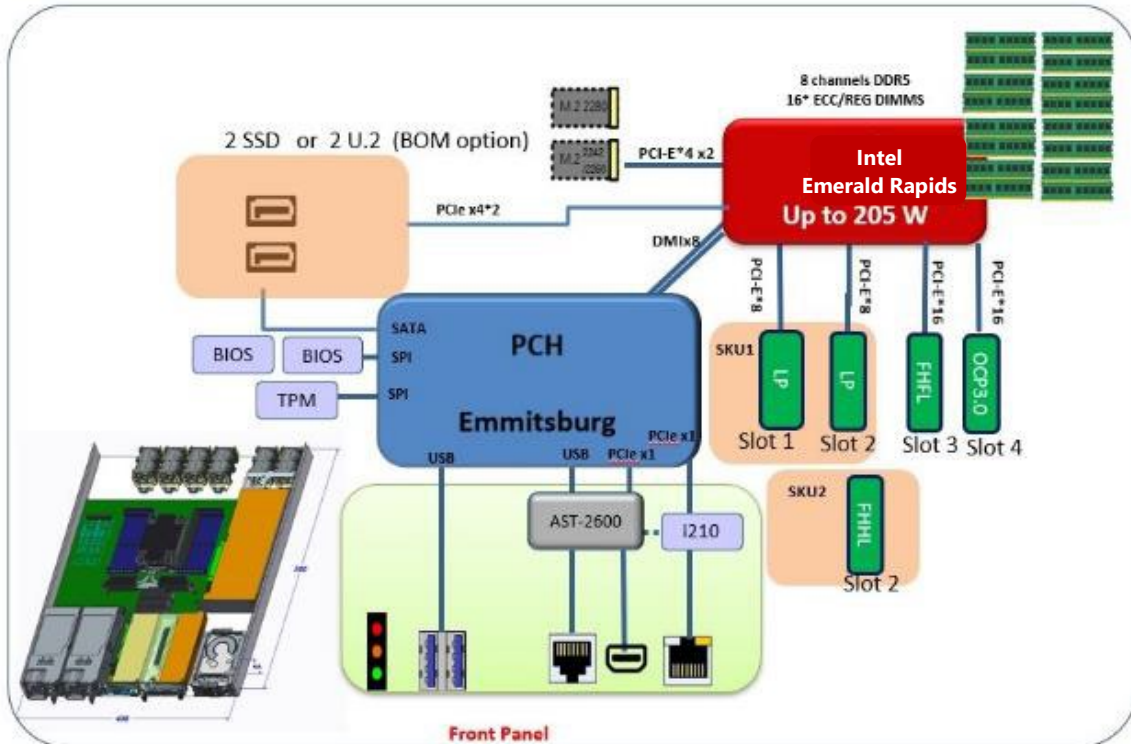 8 channels DDR5
16* ECC/REG DIMMS
M.2 2280
2 SSD or 2 U.2 (BOM option)
M.2 2242
PCI-E*4 x2
Intel
Emerald Rapids
Up to 205 W
PCIe x4*2
DMIx8
PCI-E*8
PCI-E*8
PCI-E*16
PCI-E*16
SATA
PCH
BIOS
BIOS
SPI
TPM
SPI
Emmitsburg
SKU1
LP
LP
FHFL
OCP3.0
Slot 1
Slot 2
Slot 3
Slot 4
USB
USB
PCIe x1
PCIe x1
AST-2600
I210
SKU2
FHHL
Slot 2
Front Panel